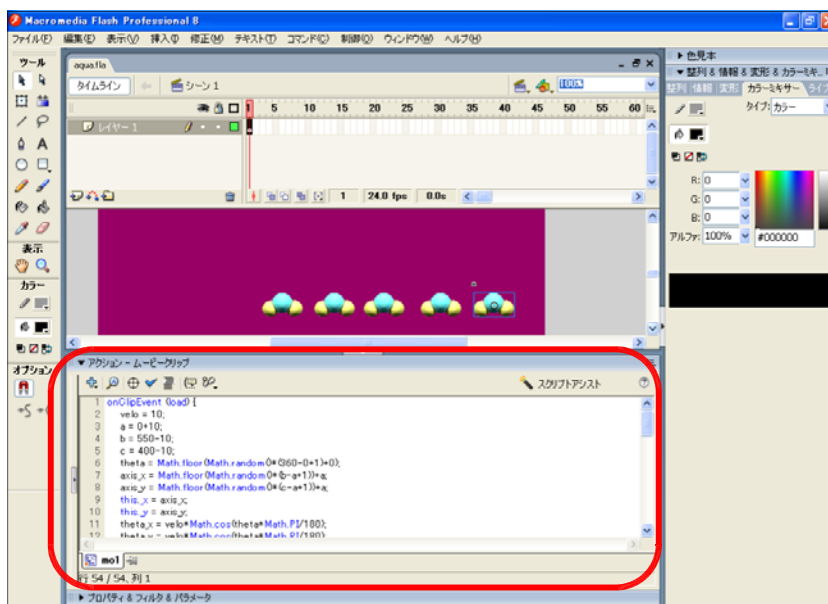 Macromedia Flash Professional 8
ファイル(F) 編集(E) 表示(V) 挿入(I) 修正(M) テキスト(T) コマンド(C) 制御(O) ウィンドウ(W) ヘルプ(H)
ツール
表示
カラー
オプション
aqua.fla
タイムライン シーン 1 100%
1 5 10 15 20 25 30 35 40 45 50 55 60
レイヤー 1
1 24.0 fps 0.0s
アクション - ムービークリップ
スクリプトアシスト
1 onClipEvent (load) {
2 velo = 10;
3 a = 0+10;
4 b = 550-10;
5 c = 400-10;
6 theta = Math.floor(Math.random()*(360-0+1)+0);
7 axis_x = Math.floor(Math.random()*(b-a+1))+a;
8 axis_y = Math.floor(Math.random()*(c-a+1))+a;
9 this._x = axis_x;
10 this._y = axis_y;
11 theta_x = velo*Math.cos(theta*Math.PI/180);
12
mo1
行 54 / 54、列 1
プロパティ & フィルタ & パラメータ
色見本
整列 & 情報 & 変形 & カラーミキ...
整列 情報 変形 カラーミキサー ライブ
タイプ: カラー
R: 0
G: 0
B: 0
アルファ: 100% #000000